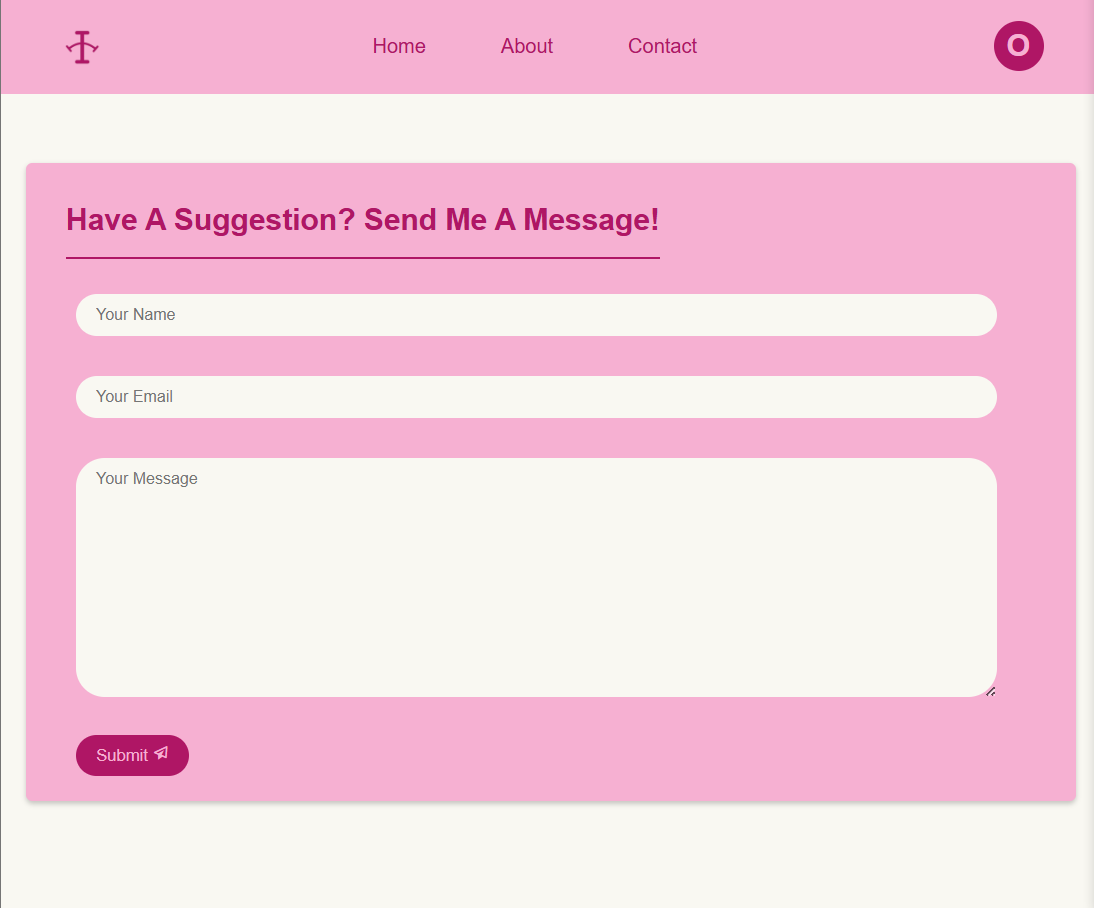 Home About Contact O
Have A Suggestion? Send Me A Message!
Your Name
Your Email
Your Message
Submit